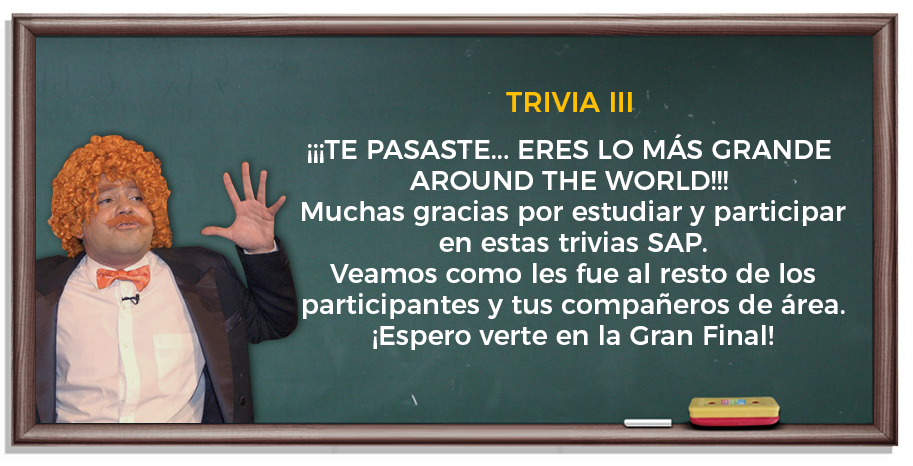 TRIVIA III
¡¡¡TE PASASTE... ERES LO MÁS GRANDE
AROUND THE WORLD!!!
Muchas gracias por estudiar y participar
en estas trivias SAP.
Veamos como les fue al resto de los
participantes y tus compañeros de área.
¡Espero verte en la Gran Final!